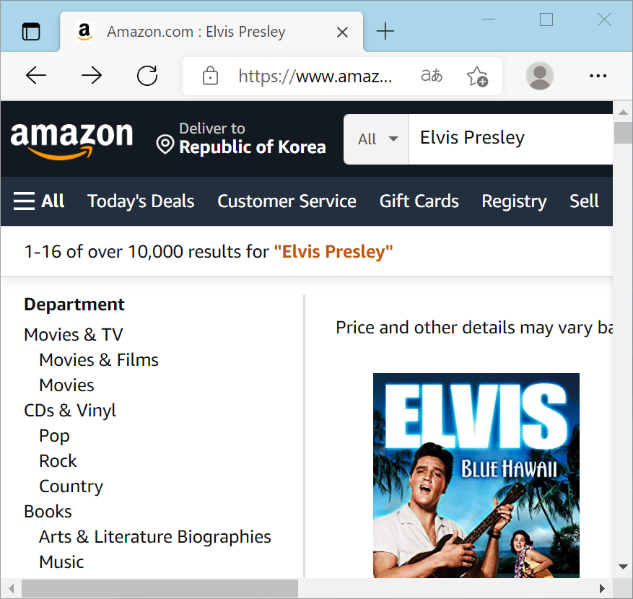 Amazon.com : Elvis Presley
https://www.amaz...
aあ
amazon
Deliver to
Republic of Korea
All
Elvis Presley
All
Today's Deals
Customer Service
Gift Cards
Registry
Sell
1-16 of over 10,000 results for "Elvis Presley"
Department
Movies & TV
Movies & Films
Movies
CDs & Vinyl
Pop
Rock
Country
Books
Arts & Literature Biographies
Music
Price and other details may vary ba
ELVIS
BLUE HAWAII